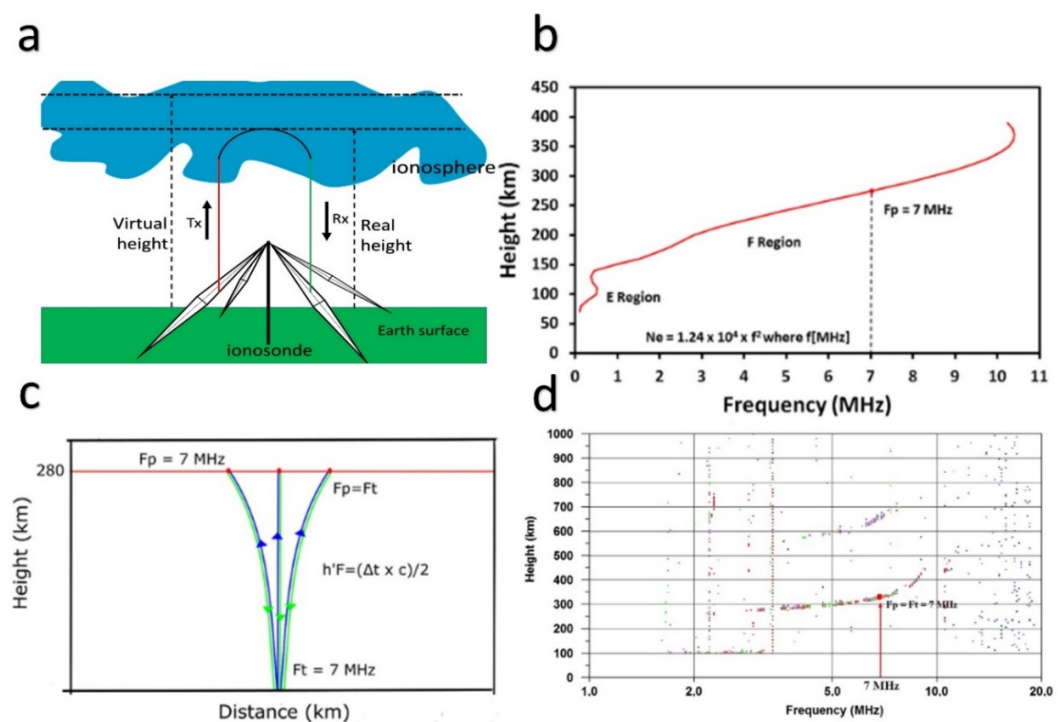 a
ionosphere
Virtual
height
Tx
Rx
Real
height
Earth surface
ionosonde
b
450
400
350
300
250
200
150
100
50
0
Height (km)
Fp = 7 MHz
F Region
E Region
Ne = 1.24 x 10⁴ x f² where f[MHz]
0 1 2 3 4 5 6 7 8 9 10 11
Frequency (MHz)
c
280
Height (km)
Fp = 7 MHz
Fp=Ft
h'F=(Δt x c)/2
Ft = 7 MHz
Distance (km)
d
1000
900
800
700
600
500
400
300
200
100
0
Height (km)
Fp = Ft = 7 MHz
7 MHz
1.0 2.0 5.0 10.0 20.0
Frequency (MHz)